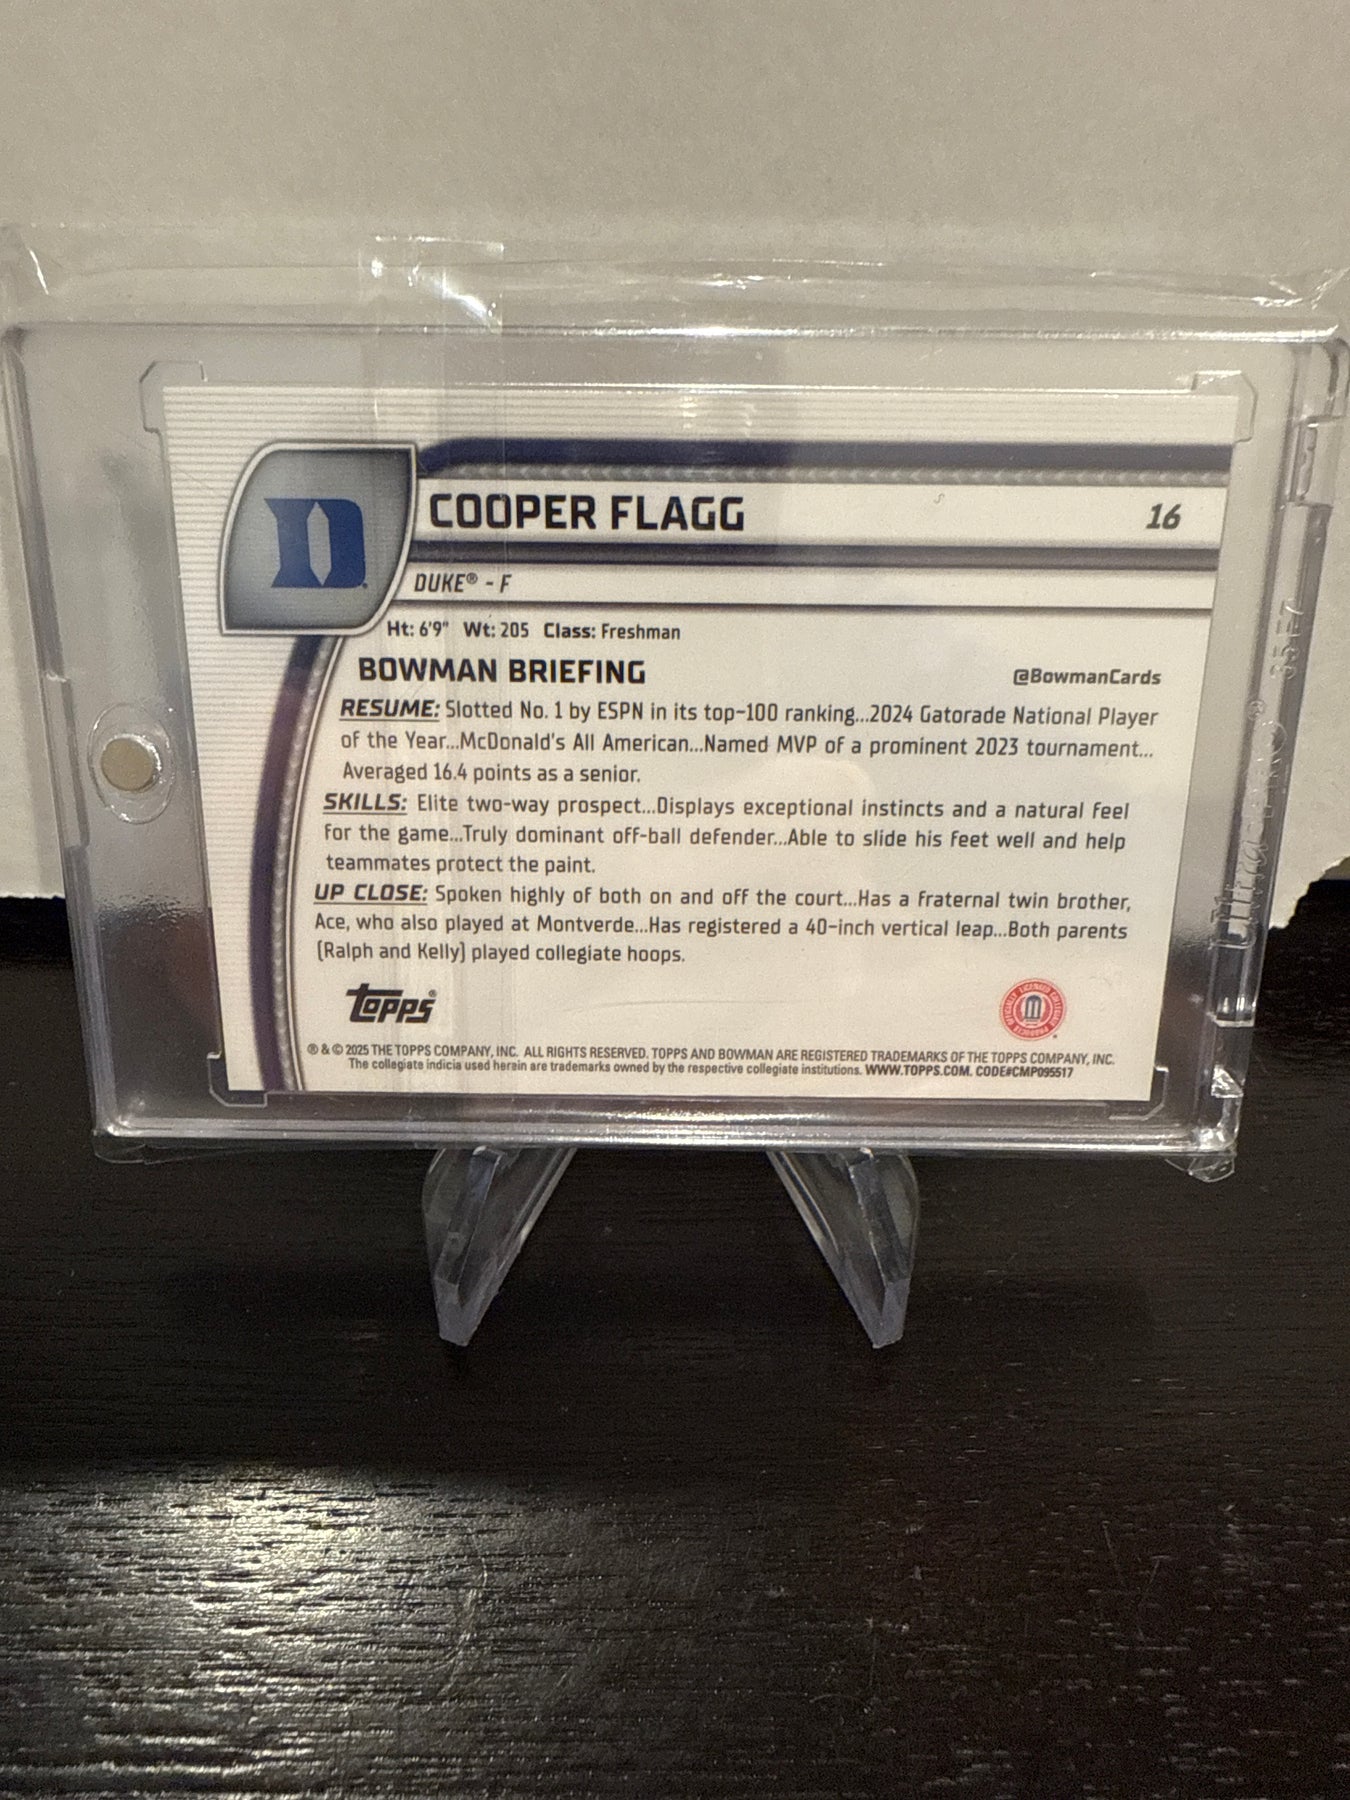 D
COOPER FLAGG
16
DUKE® - F
Ht: 6'9" Wt: 205 Class: Freshman
BOWMAN BRIEFING
@BowmanCards
RESUME: Slotted No. 1 by ESPN in its top-100 ranking...2024 Gatorade National Player
of the Year...McDonald's All American...Named MVP of a prominent 2023 tournament...
Averaged 16.4 points as a senior.
SKILLS: Elite two-way prospect...Displays exceptional instincts and a natural feel
for the game...Truly dominant off-ball defender...Able to slide his feet well and help
teammates protect the paint.
UP CLOSE: Spoken highly of both on and off the court...Has a fraternal twin brother,
Ace, who also played at Montverde...Has registered a 40-inch vertical leap...Both parents
(Ralph and Kelly) played collegiate hoops.
topps®
OFFICIALLY LICENSED COLLEGIATE PRODUCTS
® & © 2025 THE TOPPS COMPANY, INC. ALL RIGHTS RESERVED. TOPPS AND BOWMAN ARE REGISTERED TRADEMARKS OF THE TOPPS COMPANY, INC.
The collegiate indicia used herein are trademarks owned by the respective collegiate institutions. WWW.TOPPS.COM. CODE#CMP095517